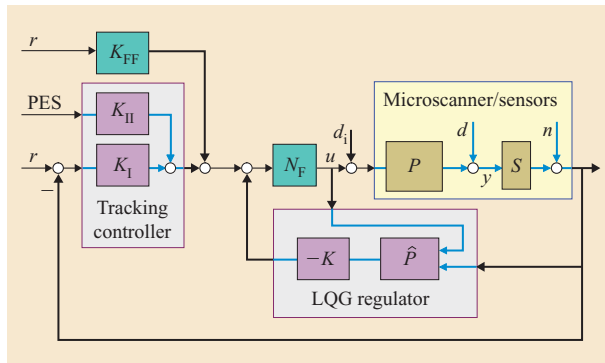 r
K_FF
PES
K_II
Microscanner/sensors
d_i
d
n
r
K_I
N_F
u
P
y
S
−
Tracking
controller
−K
P̂
LQG regulator